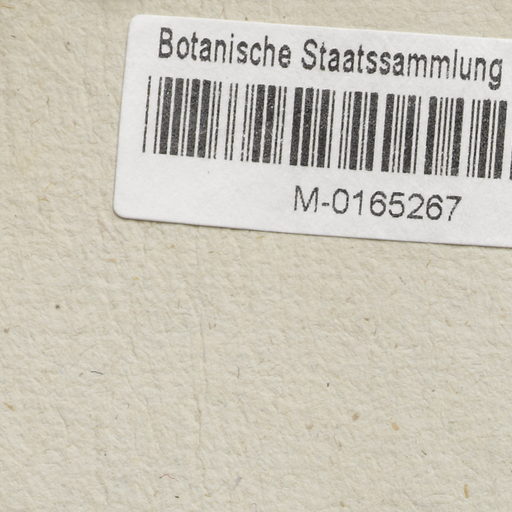 Botanische Staatssammlung
M-0165267